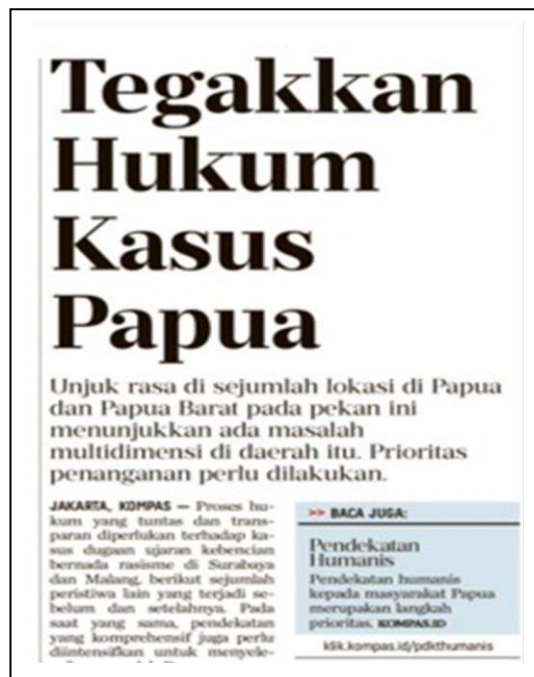 Tegakkan
Hukum
Kasus
Papua
Unjuk rasa di sejumlah lokasi di Papua
dan Papua Barat pada pekan ini
menunjukkan ada masalah
multidimensi di daerah itu. Prioritas
penanganan perlu dilakukan.
JAKARTA, KOMPAS — Proses hu-
kum yang tuntas dan trans-
paran diperlukan terhadap ka-
sus dugaan ujaran kebencian
bernada rasisme di Surabaya
dan Malang, berikut sejumlah
peristiwa lain yang terjadi se-
belum dan setelahnya. Pada
saat yang sama, pendekatan
yang komprehensif juga perlu
diintensifkan untuk menyele-
>> BACA JUGA:
Pendekatan
Humanis
Pendekatan humanis
kepada masyarakat Papua
merupakan langkah
prioritas. KOMPAS.ID
klik.kompas.id/pdkthumanis